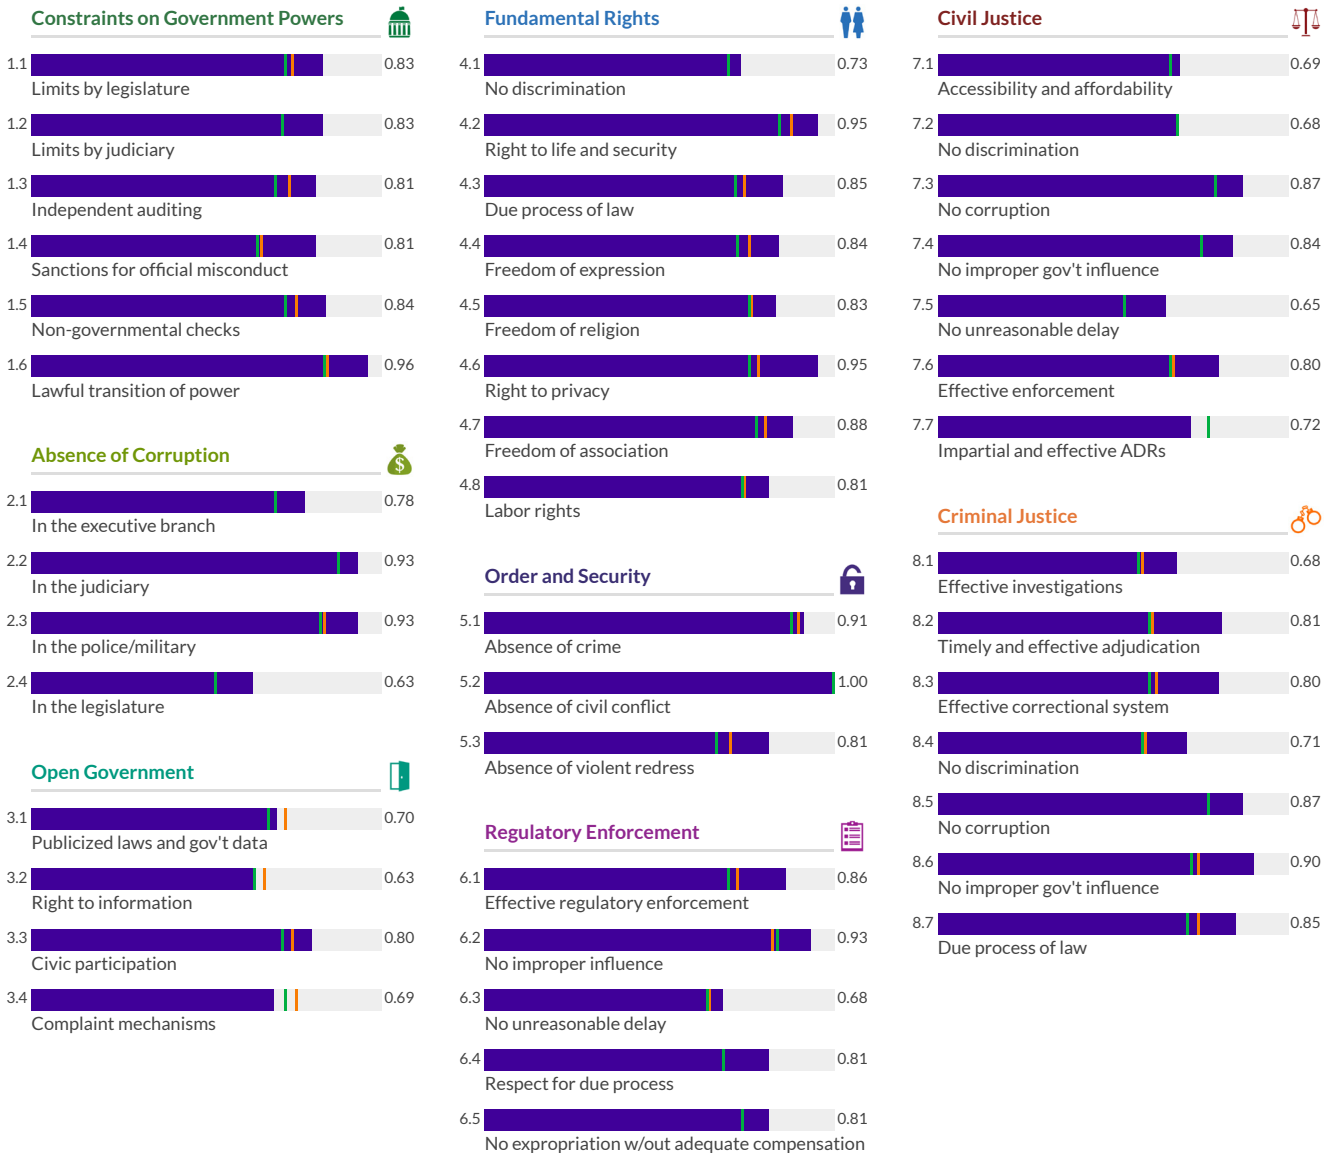 Constraints on Government Powers
1.1 0.83
Limits by legislature
1.2 0.83
Limits by judiciary
1.3 0.81
Independent auditing
1.4 0.81
Sanctions for official misconduct
1.5 0.84
Non-governmental checks
1.6 0.96
Lawful transition of power
Absence of Corruption
$
2.1 0.78
In the executive branch
2.2 0.93
In the judiciary
2.3 0.93
In the police/military
2.4 0.63
In the legislature
Open Government
3.1 0.70
Publicized laws and gov't data
3.2 0.63
Right to information
3.3 0.80
Civic participation
3.4 0.69
Complaint mechanisms
Fundamental Rights
4.1 0.73
No discrimination
4.2 0.95
Right to life and security
4.3 0.85
Due process of law
4.4 0.84
Freedom of expression
4.5 0.83
Freedom of religion
4.6 0.95
Right to privacy
4.7 0.88
Freedom of association
4.8 0.81
Labor rights
Order and Security
5.1 0.91
Absence of crime
5.2 1.00
Absence of civil conflict
5.3 0.81
Absence of violent redress
Regulatory Enforcement
6.1 0.86
Effective regulatory enforcement
6.2 0.93
No improper influence
6.3 0.68
No unreasonable delay
6.4 0.81
Respect for due process
6.5 0.81
No expropriation w/out adequate compensation
Civil Justice
7.1 0.69
Accessibility and affordability
7.2 0.68
No discrimination
7.3 0.87
No corruption
7.4 0.84
No improper gov't influence
7.5 0.65
No unreasonable delay
7.6 0.80
Effective enforcement
7.7 0.72
Impartial and effective ADRs
Criminal Justice
8.1 0.68
Effective investigations
8.2 0.81
Timely and effective adjudication
8.3 0.80
Effective correctional system
8.4 0.71
No discrimination
8.5 0.87
No corruption
8.6 0.90
No improper gov't influence
8.7 0.85
Due process of law